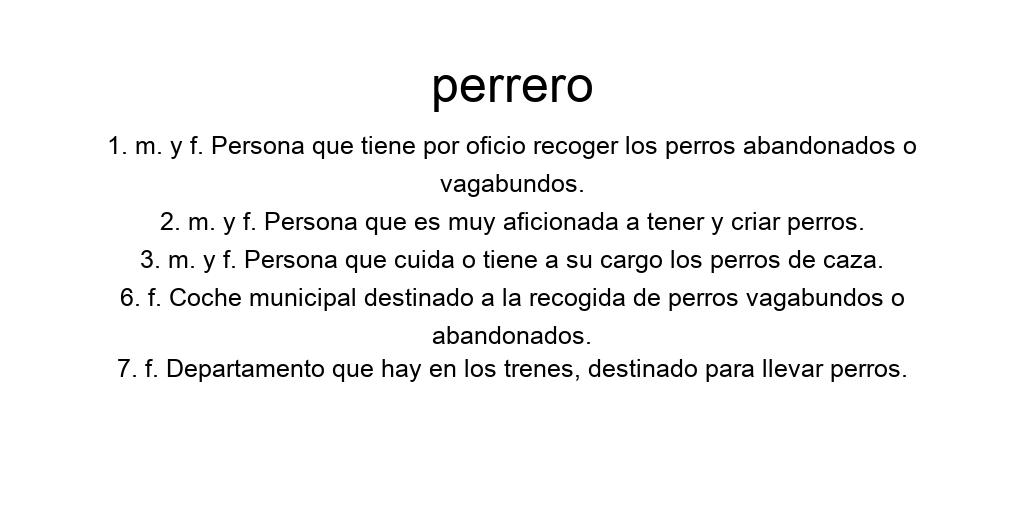 perrero
1. m. y f. Persona que tiene por oficio recoger los perros abandonados o
vagabundos.
2. m. y f. Persona que es muy aficionada a tener y criar perros.
3. m. y f. Persona que cuida o tiene a su cargo los perros de caza.
6. f. Coche municipal destinado a la recogida de perros vagabundos o
abandonados.
7. f. Departamento que hay en los trenes, destinado para llevar perros.